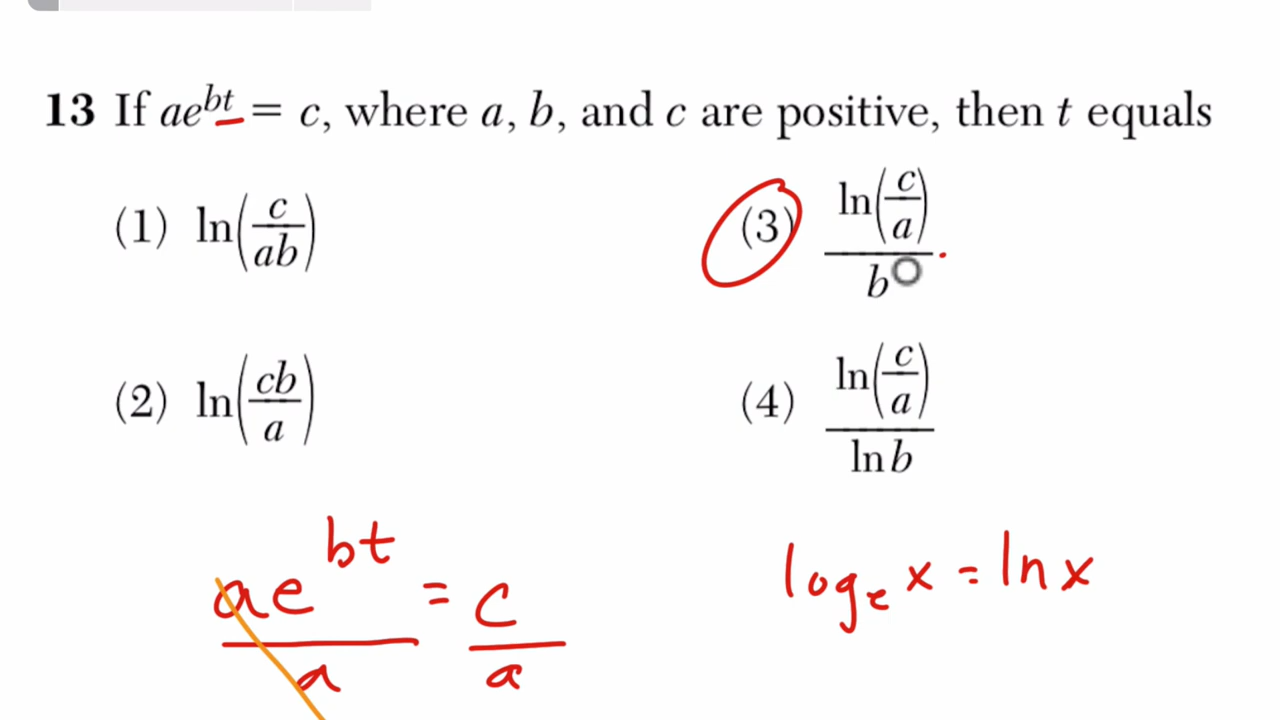 13 If ae^{bt} = c, where a, b, and c are positive, then t equals
(1) ln(c/ab)
(3) ln(c/a)/b
(2) ln(cb/a)
(4) ln(c/a)/ln b
ae^{bt}/a = c/a
log_e x = ln x